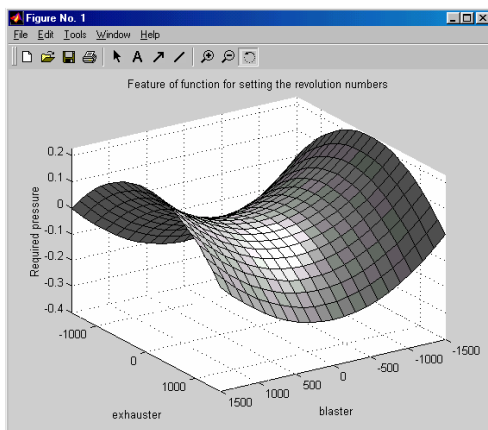 Figure No. 1
File Edit Tools Window Help
A
Feature of function for setting the revolution numbers
Required pressure
0.2
0.1
0
-0.1
-0.2
-0.3
-0.4
-1000
0
1000
exhauster
1500
1000
500
0
-500
-1000
-1500
blaster